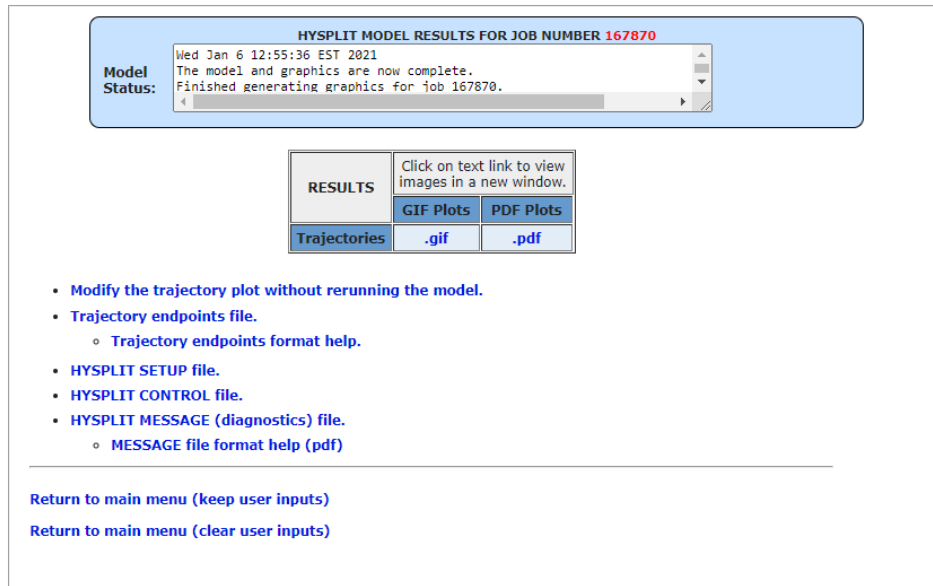 HYSPLIT MODEL RESULTS FOR JOB NUMBER 167870
Model
Status:
Wed Jan 6 12:55:36 EST 2021
The model and graphics are now complete.
Finished generating graphics for job 167870.
RESULTS
Click on text link to view
images in a new window.
GIF Plots PDF Plots
Trajectories .gif .pdf
• Modify the trajectory plot without rerunning the model.
• Trajectory endpoints file.
◦ Trajectory endpoints format help.
• HYSPLIT SETUP file.
• HYSPLIT CONTROL file.
• HYSPLIT MESSAGE (diagnostics) file.
◦ MESSAGE file format help (pdf)
Return to main menu (keep user inputs)
Return to main menu (clear user inputs)